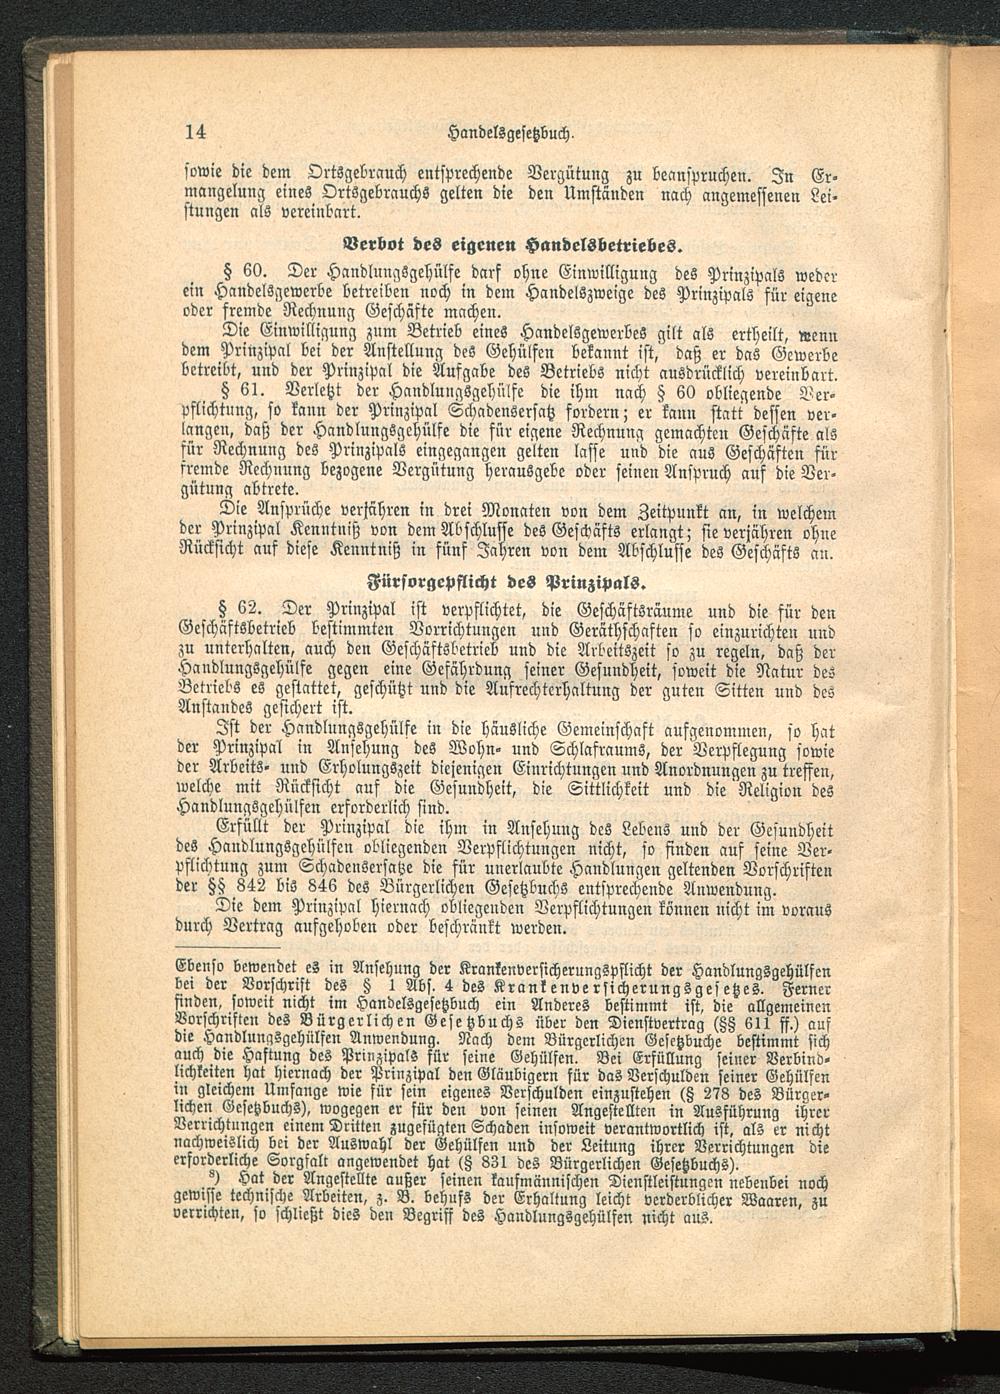 14 Handelsgesetzbuch.
sowie die dem Ortsgebrauch entsprechende Vergütung zu beanspruchen. In Er-
mangelung eines Ortsgebrauchs gelten die den Umständen nach angemessenen Lei-
stungen als vereinbart.
Verbot des eigenen Handelsbetriebes.
§ 60. Der Handlungsgehülfe darf ohne Einwilligung des Prinzipals weder
ein Handelsgewerbe betreiben noch in dem Handelszweige des Prinzipals für eigene
oder fremde Rechnung Geschäfte machen.
Die Einwilligung zum Betrieb eines Handelsgewerbes gilt als ertheilt, wenn
dem Prinzipal bei der Anstellung des Gehülfen bekannt ist, daß er das Gewerbe
betreibt, und der Prinzipal die Aufgabe des Betriebs nicht ausdrücklich vereinbart.
§ 61. Verletzt der Handlungsgehülfe die ihm nach § 60 obliegende Ver-
pflichtung, so kann der Prinzipal Schadensersatz fordern; er kann statt dessen ver-
langen, daß der Handlungsgehülfe die für eigene Rechnung gemachten Geschäfte als
für Rechnung des Prinzipals eingegangen gelten lasse und die aus Geschäften für
fremde Rechnung bezogene Vergütung herausgebe oder seinen Anspruch auf die Ver-
gütung abtrete.
Die Ansprüche verjähren in drei Monaten von dem Zeitpunkt an, in welchem
der Prinzipal Kenntniß von dem Abschlusse des Geschäfts erlangt; sie verjähren ohne
Rücksicht auf diese Kenntniß in fünf Jahren von dem Abschlusse des Geschäfts an.
Fürsorgepflicht des Prinzipals.
§ 62. Der Prinzipal ist verpflichtet, die Geschäftsräume und die für den
Geschäftsbetrieb bestimmten Vorrichtungen und Geräthschaften so einzurichten und
zu unterhalten, auch den Geschäftsbetrieb und die Arbeitszeit so zu regeln, daß der
Handlungsgehülfe gegen eine Gefährdung seiner Gesundheit, soweit die Natur des
Betriebs es gestattet, geschützt und die Aufrechterhaltung der guten Sitten und des
Anstandes gesichert ist.
Ist der Handlungsgehülfe in die häusliche Gemeinschaft aufgenommen, so hat
der Prinzipal in Ansehung des Wohn- und Schlafraums, der Verpflegung sowie
der Arbeits- und Erholungszeit diejenigen Einrichtungen und Anordnungen zu treffen,
welche mit Rücksicht auf die Gesundheit, die Sittlichkeit und die Religion des
Handlungsgehülfen erforderlich sind.
Erfüllt der Prinzipal die ihm in Ansehung des Lebens und der Gesundheit
des Handlungsgehülfen obliegenden Verpflichtungen nicht, so finden auf seine Ver-
pflichtung zum Schadensersatze die für unerlaubte Handlungen geltenden Vorschriften
der §§ 842 bis 846 des Bürgerlichen Gesetzbuchs entsprechende Anwendung.
Die dem Prinzipal hiernach obliegenden Verpflichtungen können nicht im voraus
durch Vertrag aufgehoben oder beschränkt werden.
Ebenso bewendet es in Ansehung der Krankenversicherungspflicht der Handlungsgehülfen
bei der Vorschrift des § 1 Abs. 4 des Krankenversicherungsgesetzes. Ferner
finden, soweit nicht im Handelsgesetzbuch ein Anderes bestimmt ist, die allgemeinen
Vorschriften des Bürgerlichen Gesetzbuchs über den Dienstvertrag (§§ 611 ff.) auf
die Handlungsgehülfen Anwendung. Nach dem Bürgerlichen Gesetzbuche bestimmt sich
auch die Haftung des Prinzipals für seine Gehülfen. Bei Erfüllung seiner Verbind-
lichkeiten hat hiernach der Prinzipal den Gläubigern für das Verschulden seiner Gehülfen
in gleichem Umfange wie für sein eigenes Verschulden einzustehen (§ 278 des Bürger-
lichen Gesetzbuchs), wogegen er für den von seinen Angestellten in Ausführung ihrer
Verrichtungen einem Dritten zugefügten Schaden insoweit verantwortlich ist, als er nicht
nachweislich bei der Auswahl der Gehülfen und der Leitung ihrer Verrichtungen die
erforderliche Sorgfalt angewendet hat (§ 831 des Bürgerlichen Gesetzbuchs).
⁸) Hat der Angestellte außer seinen kaufmännischen Dienstleistungen nebenbei noch
gewisse technische Arbeiten, z. B. behufs der Erhaltung leicht verderblicher Waaren, zu
verrichten, so schließt dies den Begriff des Handlungsgehülfen nicht aus.